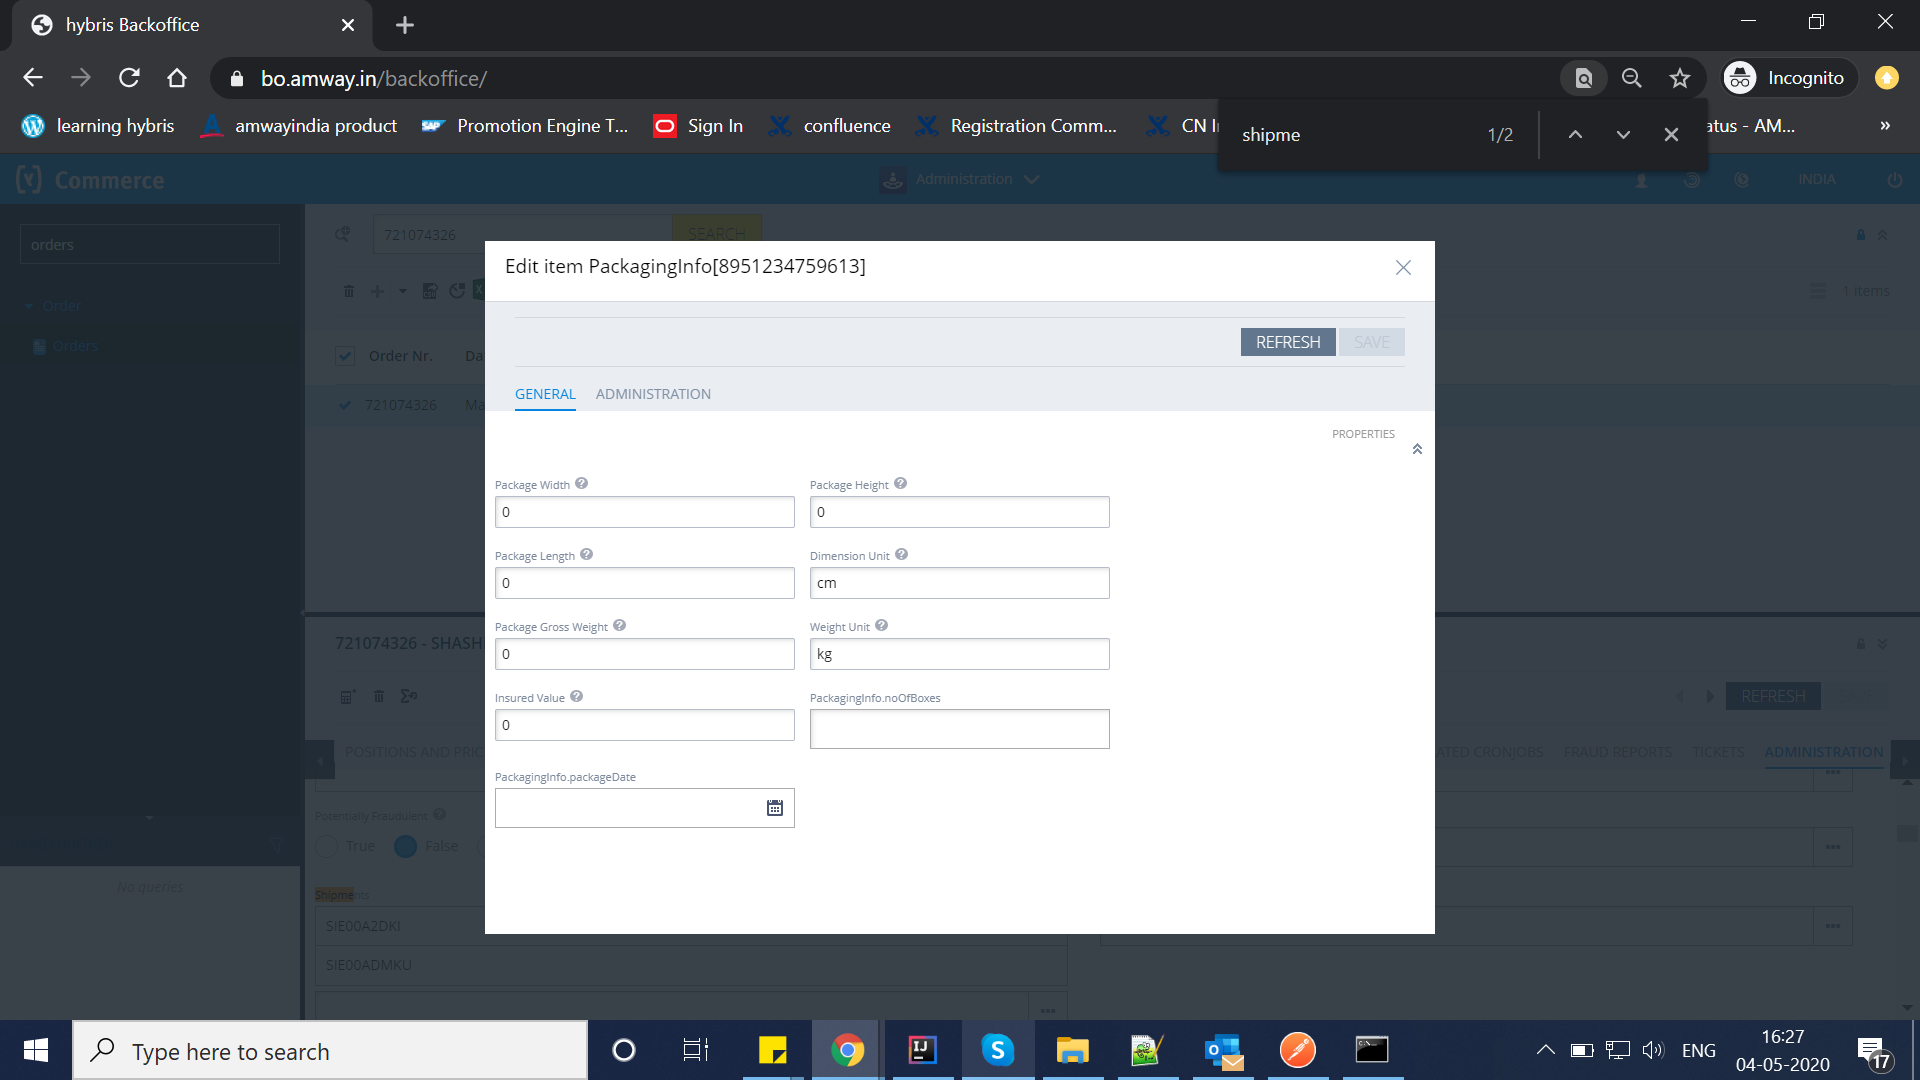 hybris Backoffice
bo.amway.in/backoffice/
Incognito
learning hybris
amwayindia product
Promotion Engine T...
Sign In
confluence
Registration Comm...
CN I
atus - AM...
»
shipme
1/2
[y] Commerce
Administration
INDIA
orders
721074326
SEARCH
Order
Orders
1 items
Order Nr.
Da
721074326
Ma
Edit item PackagingInfo[8951234759613]
REFRESH
SAVE
GENERAL
ADMINISTRATION
PROPERTIES
Package Width
0
Package Height
0
Package Length
0
Dimension Unit
cm
Package Gross Weight
0
Weight Unit
kg
Insured Value
0
PackagingInfo.noOfBoxes
PackagingInfo.packageDate
721074326 - SHASH
REFRESH
POSITIONS AND PRIC
ATED CRONJOBS
FRAUD REPORTS
TICKETS
ADMINISTRATION
Potentially Fraudulent
True
False
No queries
Shipments
SIE00A2DKI
SIE00ADMKU
Type here to search
ENG
16:27
04-05-2020
17